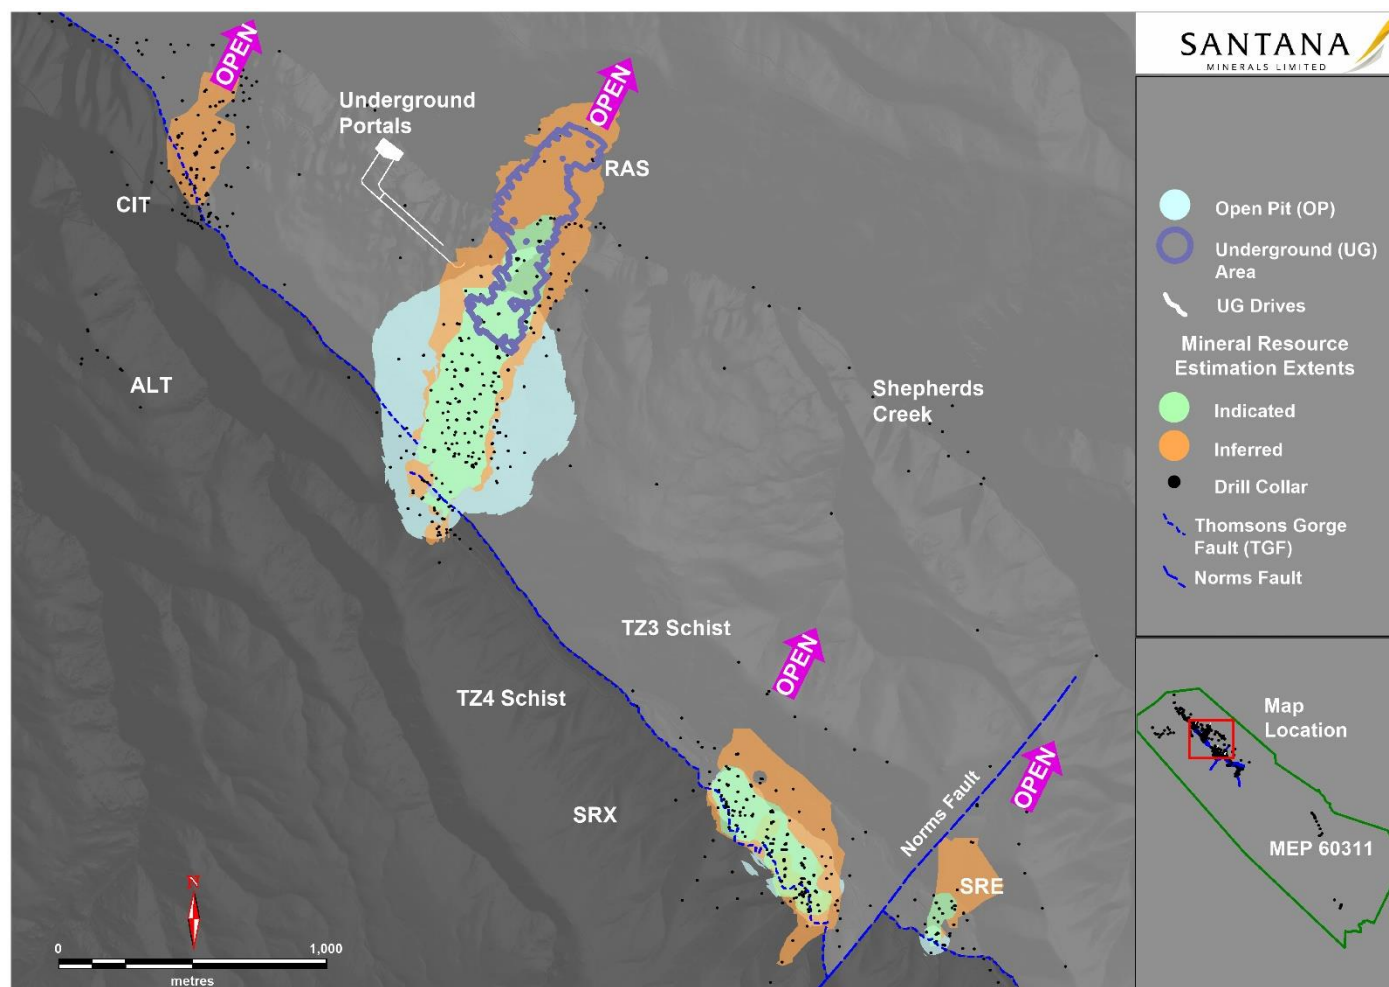 SANTANA
MINERALS LIMITED
OPEN
OPEN
Underground
Portals
RAS
CIT
ALT
Shepherds
Creek
TZ3 Schist
TZ4 Schist
OPEN
OPEN
SRX
Norms Fault
SRE
N
0
1,000
metres
Open Pit (OP)
Underground (UG)
Area
UG Drives
Mineral Resource
Estimation Extents
Indicated
Inferred
Drill Collar
Thomsons Gorge
Fault (TGF)
Norms Fault
Map
Location
MEP 60311